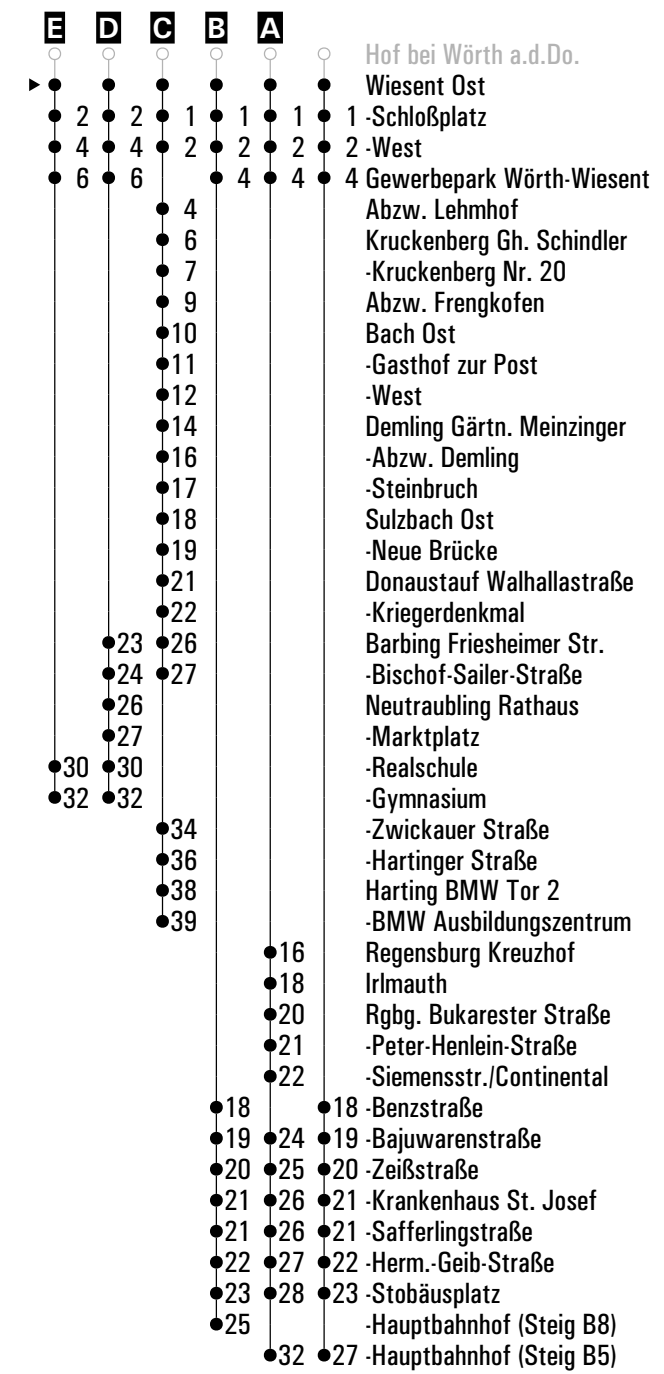 E D C B A
Hof bei Wörth a.d.Do.
Wiesent Ost
2 2 1 1 1 1 -Schloßplatz
4 4 2 2 2 2 -West
6 6 4 4 4 Gewerbepark Wörth-Wiesent
4 Abzw. Lehmhof
6 Kruckenberg Gh. Schindler
7 -Kruckenberg Nr. 20
9 Abzw. Frengkofen
10 Bach Ost
11 -Gasthof zur Post
12 -West
14 Demling Gärtn. Meinzinger
16 -Abzw. Demling
17 -Steinbruch
18 Sulzbach Ost
19 -Neue Brücke
21 Donaustauf Walhallastraße
22 -Kriegerdenkmal
23 26 Barbing Friesheimer Str.
24 27 -Bischof-Sailer-Straße
26 Neutraubling Rathaus
27 -Marktplatz
30 30 -Realschule
32 32 -Gymnasium
34 -Zwickauer Straße
36 -Hartinger Straße
38 Harting BMW Tor 2
39 -BMW Ausbildungszentrum
16 Regensburg Kreuzhof
18 Irlmauth
20 Rgbg. Bukarester Straße
21 -Peter-Henlein-Straße
22 -Siemensstr./Continental
18 18 -Benzstraße
19 24 19 -Bajuwarenstraße
20 25 20 -Zeißstraße
21 26 21 -Krankenhaus St. Josef
21 26 21 -Safferlingstraße
22 27 22 -Herm.-Geib-Straße
23 28 23 -Stobäusplatz
25 -Hauptbahnhof (Steig B8)
32 27 -Hauptbahnhof (Steig B5)